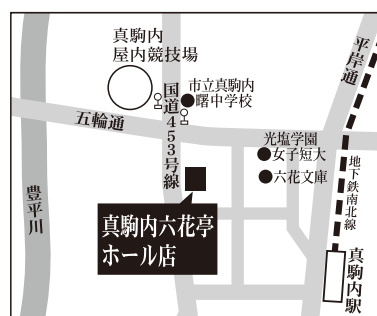 真駒内
屋内競技場
国道453号線
市立真駒内
曙中学校
平岸通
五輪通
光塩学園
女子短大
六花文庫
地下鉄南北線
豊平川
真駒内六花亭
ホール店
真駒内駅